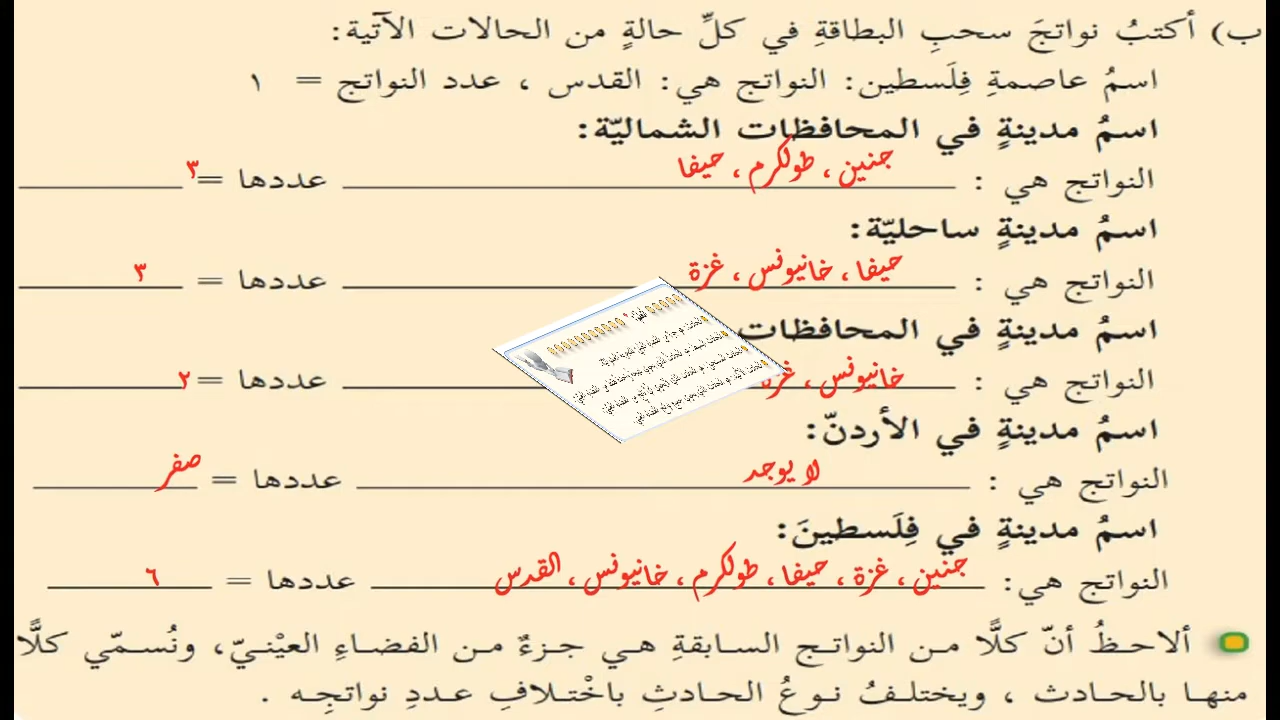 ب) أكتبُ نواتجَ سحبِ البطاقةِ في كلِّ حالةٍ من الحالات الآتية:
اسمُ عاصمةِ فِلَسطين: النواتج هي: القدس ، عدد النواتج = ١
اسمُ مدينةٍ في المحافظات الشماليّة:
النواتج هي : جنين ، طولكرم ، حيفا عددها = ٣
اسمُ مدينةٍ ساحليّة:
النواتج هي : حيفا ، خانيونس ، غزة عددها = ٣
اسمُ مدينةٍ في المحافظات
النواتج هي : خانيونس ، غزة عددها = ٢
اسمُ مدينةٍ في الأردنّ:
النواتج هي : لا يوجد عددها = صفر
اسمُ مدينةٍ في فِلَسطينَ:
النواتج هي: جنين ، غزة ، حيفا ، طولكرم ، خانيونس ، القدس عددها = ٦
ألاحظُ أنّ كلًّا من النواتج السابقةِ هي جزءٌ من الفضاءِ العيْنيّ، ونُسمّي كلًّا
منها بالحادث ، ويختلفُ نوعُ الحادثِ باخْتلافِ عددِ نواتجِه .